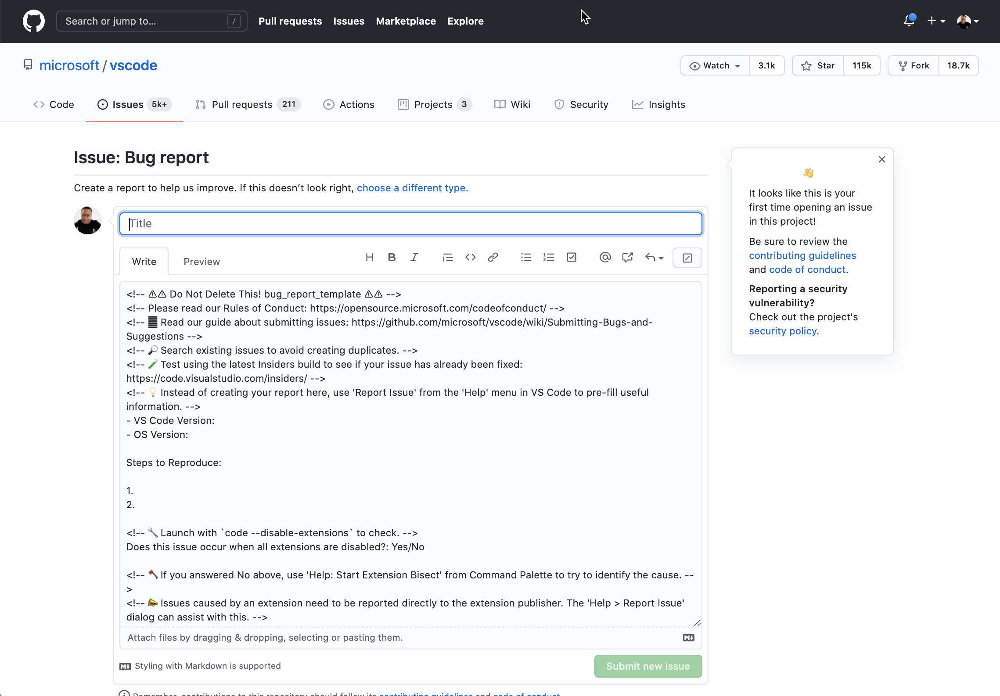 Search or jump to... /
Pull requests Issues Marketplace Explore
microsoft / vscode
Watch 3.1k Star 115k Fork 18.7k
Code Issues 5k+ Pull requests 211 Actions Projects 3 Wiki Security Insights
Issue: Bug report
Create a report to help us improve. If this doesn’t look right, choose a different type.
Title
Write Preview
<!-- ⚠⚠ Do Not Delete This! bug_report_template ⚠⚠ -->
<!-- Please read our Rules of Conduct: https://opensource.microsoft.com/codeofconduct/ -->
<!-- Read our guide about submitting issues: https://github.com/microsoft/vscode/wiki/Submitting-Bugs-and-
Suggestions -->
<!-- 🔎 Search existing issues to avoid creating duplicates. -->
<!-- 🧪 Test using the latest Insiders build to see if your issue has already been fixed:
https://code.visualstudio.com/insiders/ -->
<!-- 💡 Instead of creating your report here, use 'Report Issue' from the 'Help' menu in VS Code to pre-fill useful
information. -->
- VS Code Version:
- OS Version:
Steps to Reproduce:
1.
2.
<!-- 🔧 Launch with `code --disable-extensions` to check. -->
Does this issue occur when all extensions are disabled?: Yes/No
<!-- 🪓 If you answered No above, use 'Help: Start Extension Bisect' from Command Palette to try to identify the cause. --
>
<!-- 📣 Issues caused by an extension need to be reported directly to the extension publisher. The 'Help > Report Issue'
dialog can assist with this. -->
Attach files by dragging & dropping, selecting or pasting them.
Styling with Markdown is supported
Submit new issue
Remember, contributions to this repository should follow its contributing guidelines and code of conduct.
👋
It looks like this is your
first time opening an issue
in this project!
Be sure to review the
contributing guidelines
and code of conduct.
Reporting a security
vulnerability?
Check out the project's
security policy.